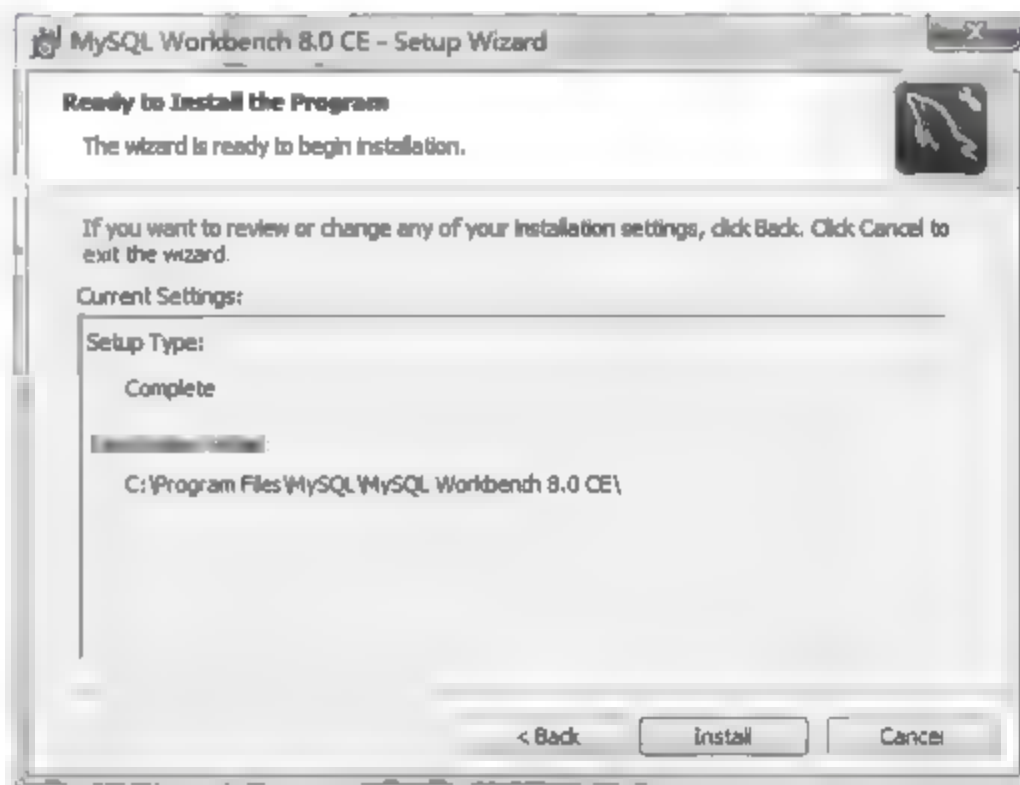 MySQL Workbench 8.0 CE - Setup Wizard
Ready to Install the Program
The wizard is ready to begin installation.
If you want to review or change any of your installation settings, click Back. Click Cancel to
exit the wizard.
Current Settings:
Setup Type:
Complete
C:\Program Files\MySQL\MySQL Workbench 8.0 CE\
< Back
Install
Cancel